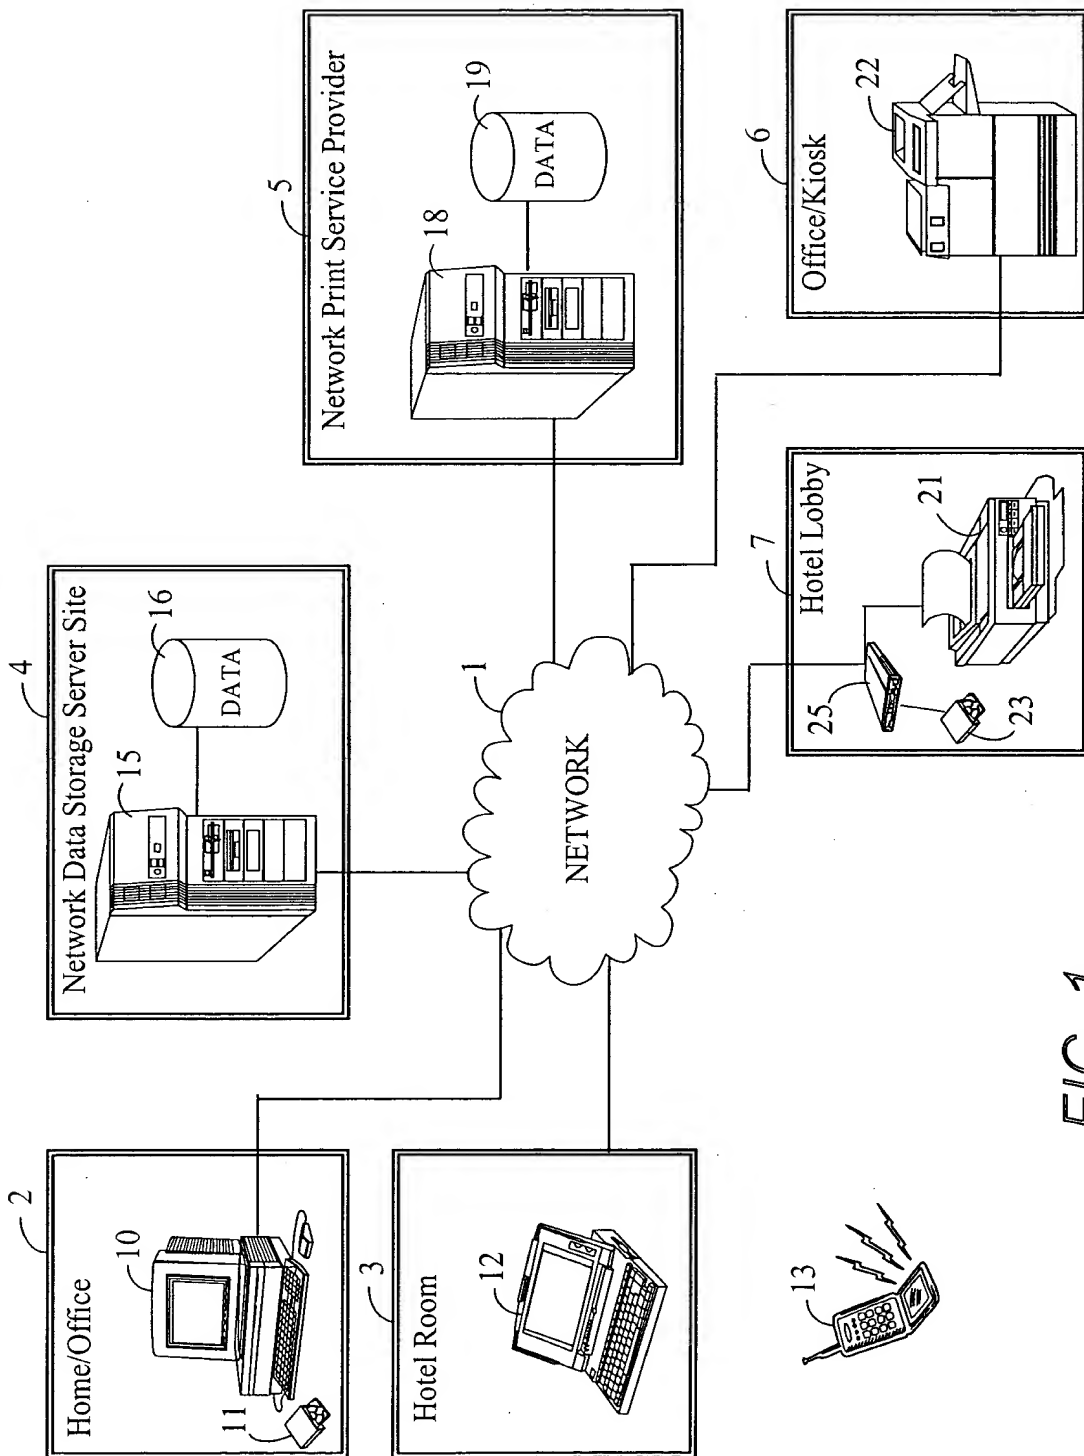 2
Home/Office
10
11
3
Hotel Room
12
13
4
Network Data Storage Server Site
15
16
DATA
1
NETWORK
5
Network Print Service Provider
18
19
DATA
7
Hotel Lobby
21
25
23
6
Office/Kiosk
22
FIG. 1